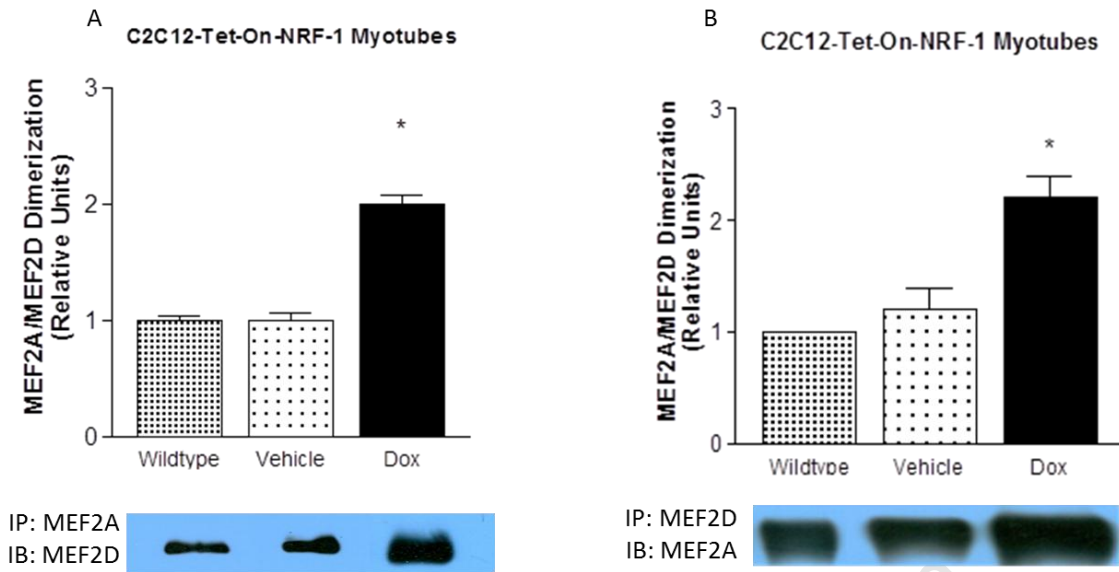 A
C2C12-Tet-On-NRF-1 Myotubes
MEF2A/MEF2D Dimerization
(Relative Units)
3
*
2
1
0
Wildtype Vehicle Dox
IP: MEF2A
IB: MEF2D
B
C2C12-Tet-On-NRF-1 Myotubes
MEF2A/MEF2D Dimerization
(Relative Units)
3
*
2
1
0
Wildtype Vehicle Dox
IP: MEF2D
IB: MEF2A